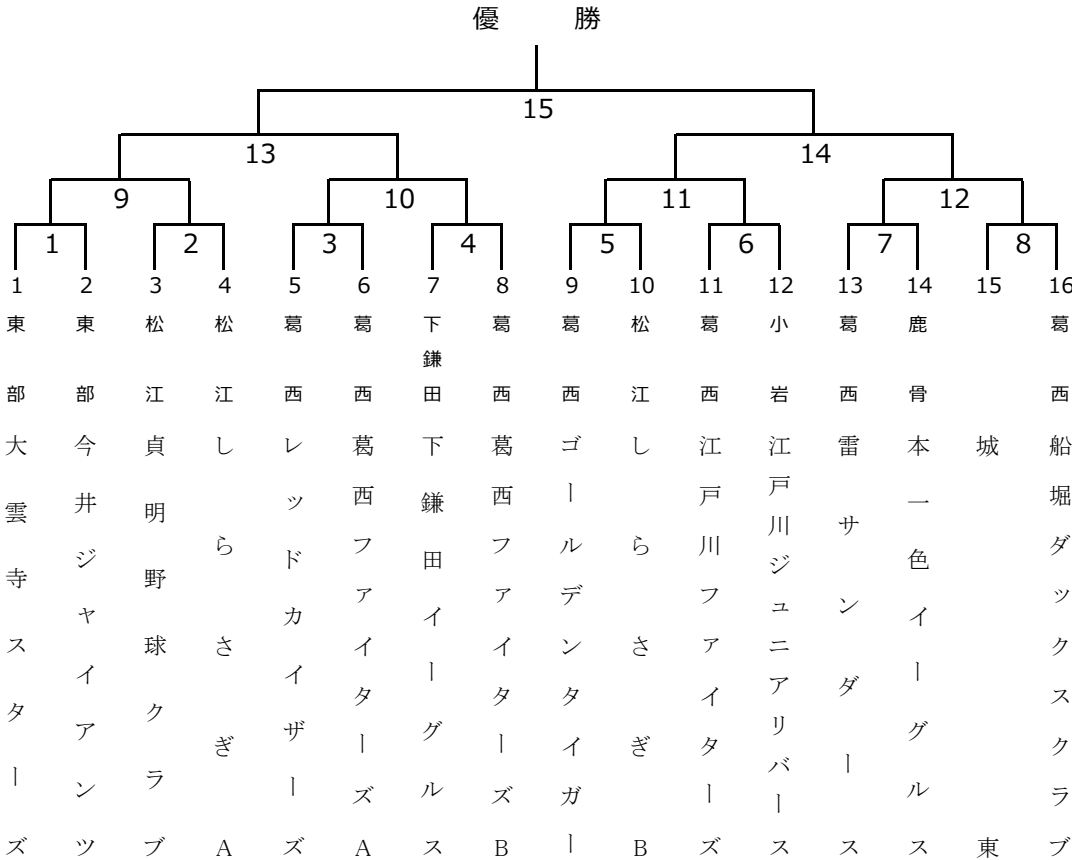 優 勝
15
13
14
9
10
11
12
1
2
3
4
5
6
7
8
1 東部 大雲寺スターズ
2 東部 今井ジャイアンツ
3 松江 貞明野球クラブ
4 松江 しらさぎA
5 葛西 レッドカイザーズ
6 葛西 葛西ファイターズA
7 下鎌田 下鎌田イーグルス
8 葛西 葛西ファイターズB
9 葛西 ゴールデンタイガー
10 松江 しらさぎB
11 葛西 江戸川ファイターズ
12 小岩 江戸川ジュニアリバース
13 葛西 雷サンダース
14 鹿骨 本一色イーグルス
15 城東
16 葛西 船堀ダックスクラブ